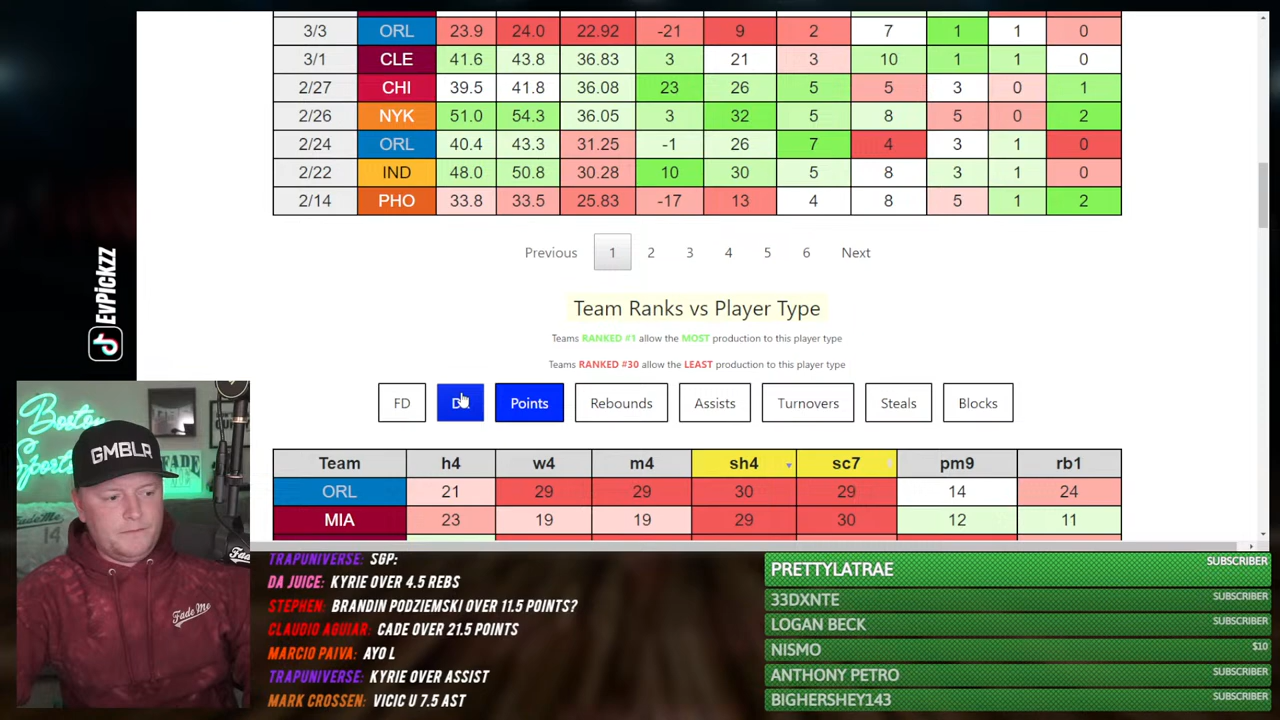 3/3 ORL 23.9 24.0 22.92 -21 9 2 7 1 1 0
3/1 CLE 41.6 43.8 36.83 3 21 3 10 1 1 0
2/27 CHI 39.5 41.8 36.08 23 26 5 5 3 0 1
2/26 NYK 51.0 54.3 36.05 3 32 5 8 5 0 2
2/24 ORL 40.4 43.3 31.25 -1 26 7 4 3 1 0
2/22 IND 48.0 50.8 30.28 10 30 5 8 3 1 0
2/14 PHO 33.8 33.5 25.83 -17 13 4 8 5 1 2
Previous 1 2 3 4 5 6 Next
Team Ranks vs Player Type
Teams RANKED #1 allow the MOST production to this player type
Teams RANKED #30 allow the LEAST production to this player type
FD Points Rebounds Assists Turnovers Steals Blocks
Team h4 w4 m4 sh4 sc7 pm9 rb1
ORL 21 29 29 30 29 14 24
MIA 23 19 19 29 30 12 11
EvPickzz
Boston
Sports
FADE
GMBLR
Fade Me
TRAPUNIVERSE: SGP:
DA JUICE: KYRIE OVER 4.5 REBS
STEPHEN: BRANDIN PODZIEMSKI OVER 11.5 POINTS?
CLAUDIO AGUIAR: CADE OVER 21.5 POINTS
MARCIO PAIVA: AYO L
TRAPUNIVERSE: KYRIE OVER ASSIST
MARK CROSSEN: VICIC U 7.5 AST
PRETTYLATRAE SUBSCRIBER
33DXNTE SUBSCRIBER
LOGAN BECK SUBSCRIBER
NISMO $10
ANTHONY PETRO SUBSCRIBER
BIGHERSHEY143 SUBSCRIBER